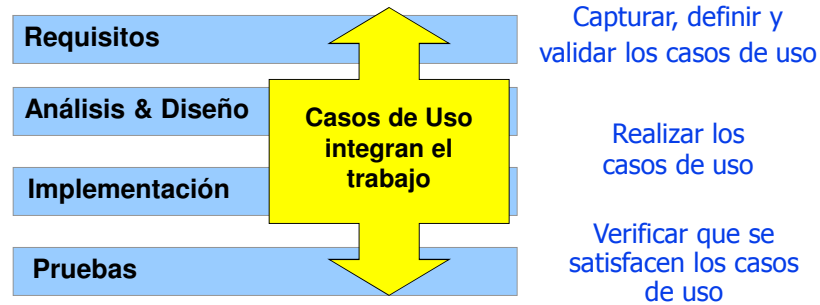 Requisitos
Capturar, definir y
validar los casos de uso
Análisis & Diseño
Casos de Uso
integran el
trabajo
Realizar los
casos de uso
Implementación
Pruebas
Verificar que se
satisfacen los casos
de uso